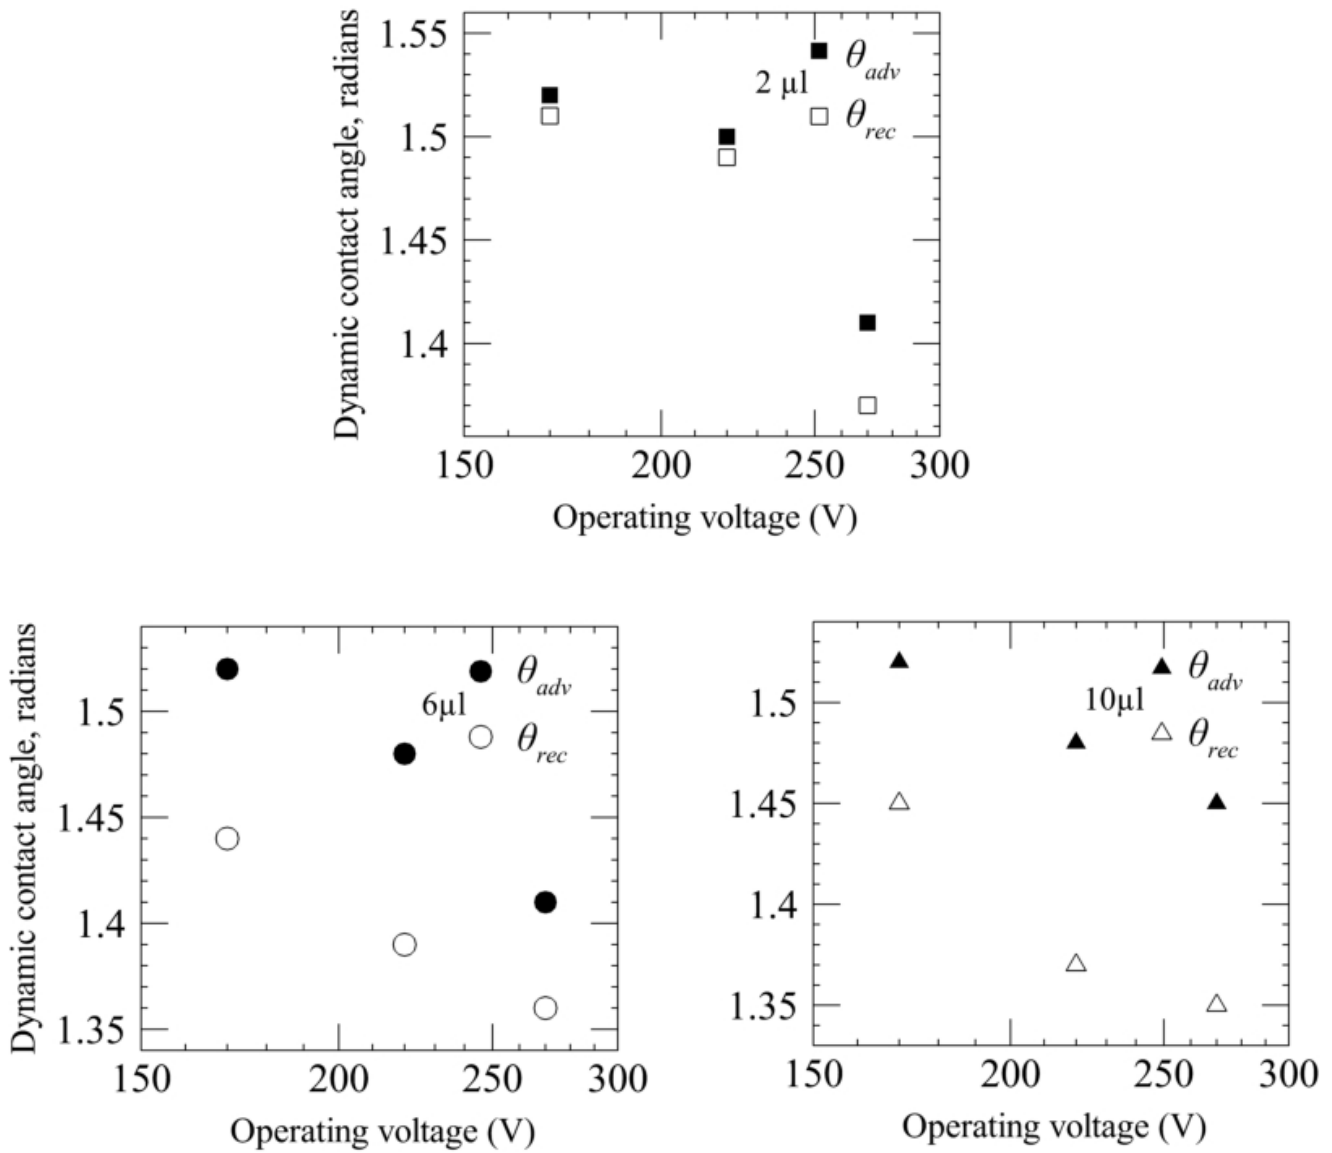 Dynamic contact angle, radians
1.55
1.5
1.45
1.4
θadv
2 µl
θrec
150 200 250 300
Operating voltage (V)
Dynamic contact angle, radians
1.5
1.45
1.4
1.35
θadv
6µl
θrec
150 200 250 300
Operating voltage (V)
1.5
1.45
1.4
1.35
θadv
10µl
θrec
150 200 250 300
Operating voltage (V)